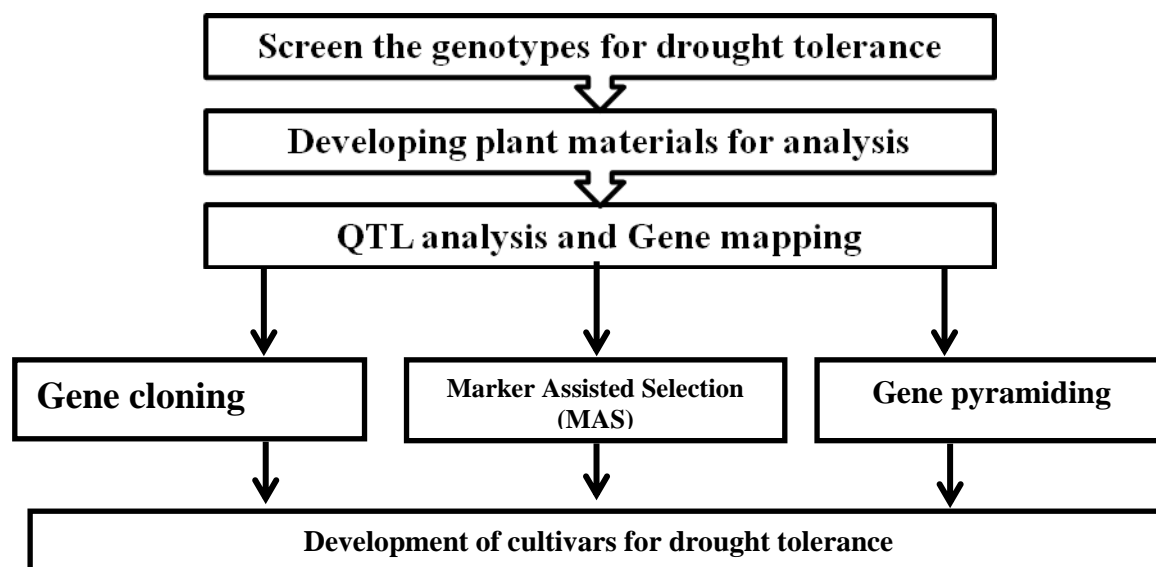 Screen the genotypes for drought tolerance
Developing plant materials for analysis
QTL analysis and Gene mapping
Gene cloning
Marker Assisted Selection
(MAS)
Gene pyramiding
Development of cultivars for drought tolerance